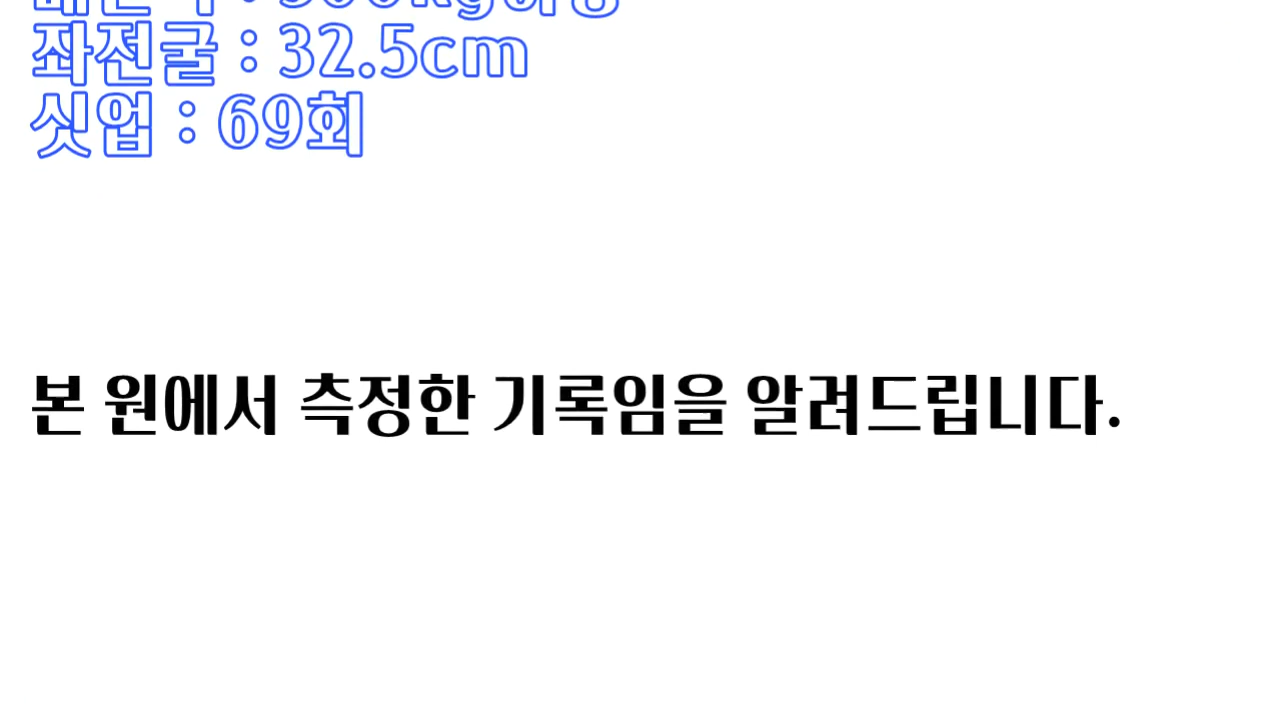 좌전굴 : 32.5cm
싯업 : 69회
본 원에서 측정한 기록임을 알려드립니다.